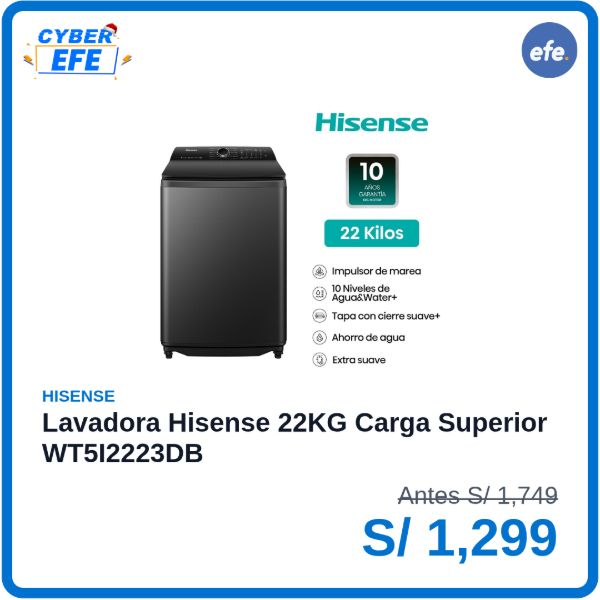 CYBER
EFE
efe.
Hisense
10
AÑOS
GARANTÍA
22 Kilos
Impulsor de marea
10 Niveles de
Agua&Water+
Tapa con cierre suave+
Ahorro de agua
Extra suave
HISENSE
Lavadora Hisense 22KG Carga Superior
WT5I2223DB
Antes S/ 1,749
S/ 1,299